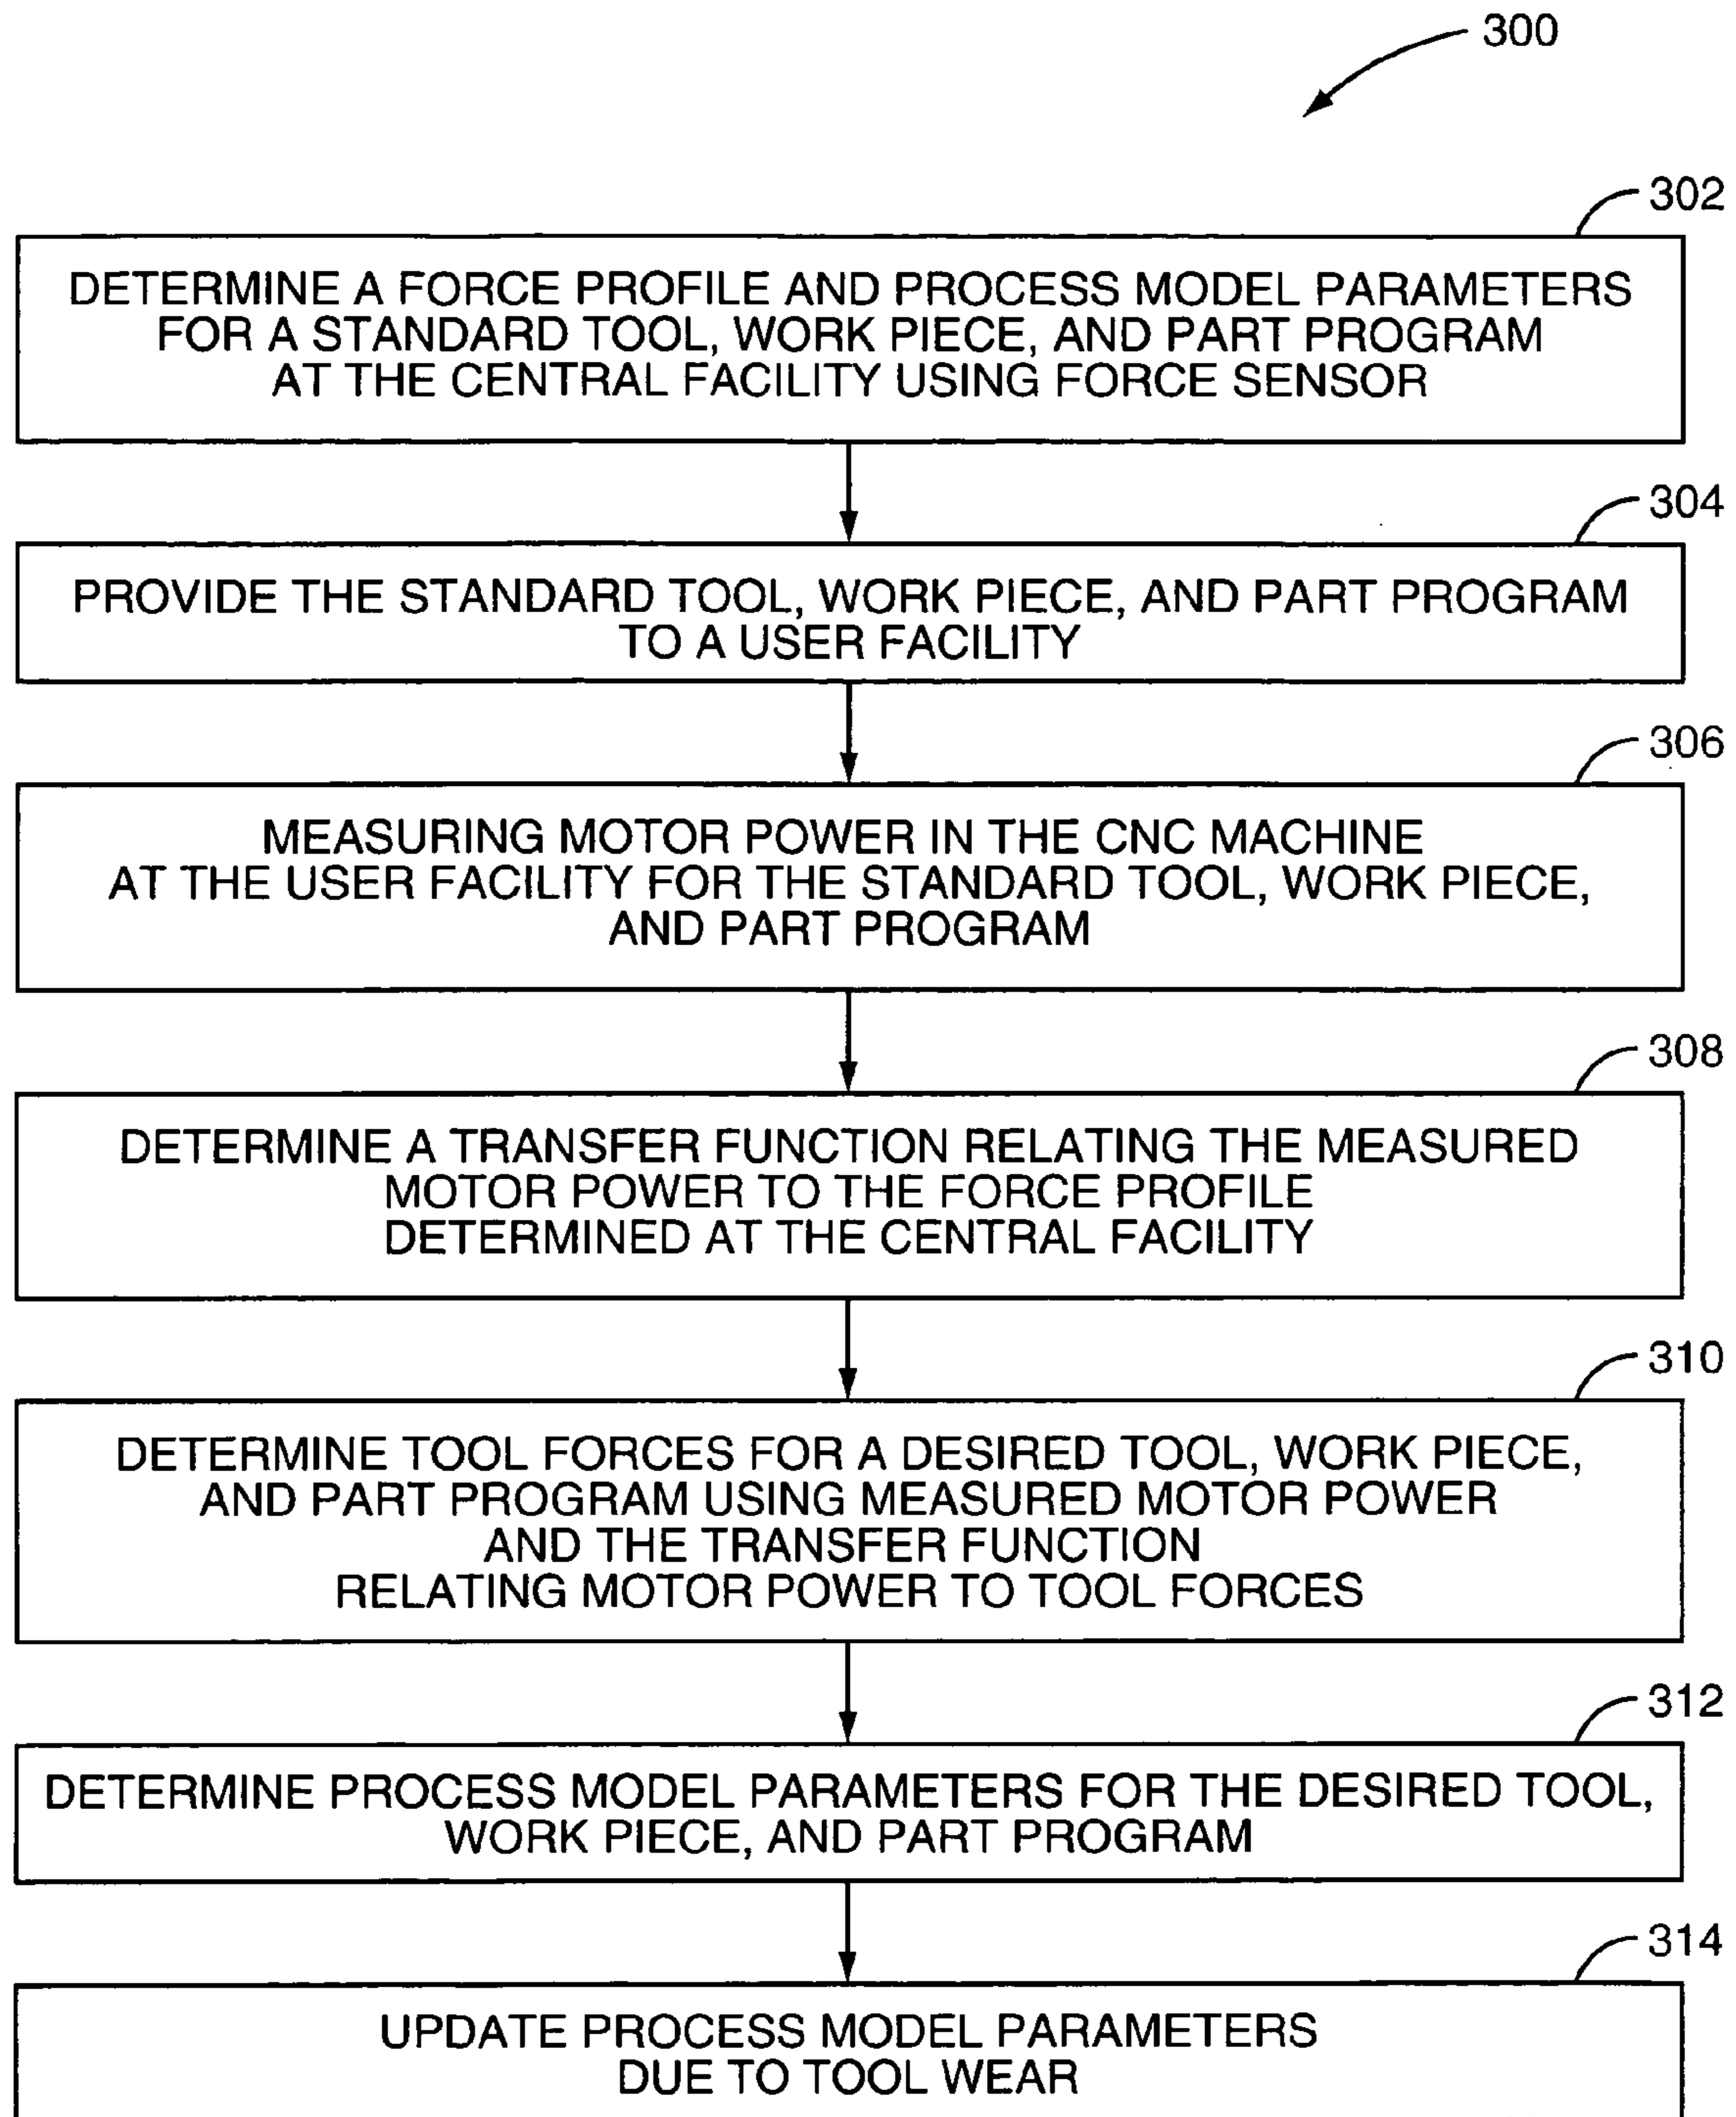 300
302
DETERMINE A FORCE PROFILE AND PROCESS MODEL PARAMETERS
FOR A STANDARD TOOL, WORK PIECE, AND PART PROGRAM
AT THE CENTRAL FACILITY USING FORCE SENSOR
304
PROVIDE THE STANDARD TOOL, WORK PIECE, AND PART PROGRAM
TO A USER FACILITY
306
MEASURING MOTOR POWER IN THE CNC MACHINE
AT THE USER FACILITY FOR THE STANDARD TOOL, WORK PIECE,
AND PART PROGRAM
308
DETERMINE A TRANSFER FUNCTION RELATING THE MEASURED
MOTOR POWER TO THE FORCE PROFILE
DETERMINED AT THE CENTRAL FACILITY
310
DETERMINE TOOL FORCES FOR A DESIRED TOOL, WORK PIECE,
AND PART PROGRAM USING MEASURED MOTOR POWER
AND THE TRANSFER FUNCTION
RELATING MOTOR POWER TO TOOL FORCES
312
DETERMINE PROCESS MODEL PARAMETERS FOR THE DESIRED TOOL,
WORK PIECE, AND PART PROGRAM
314
UPDATE PROCESS MODEL PARAMETERS
DUE TO TOOL WEAR